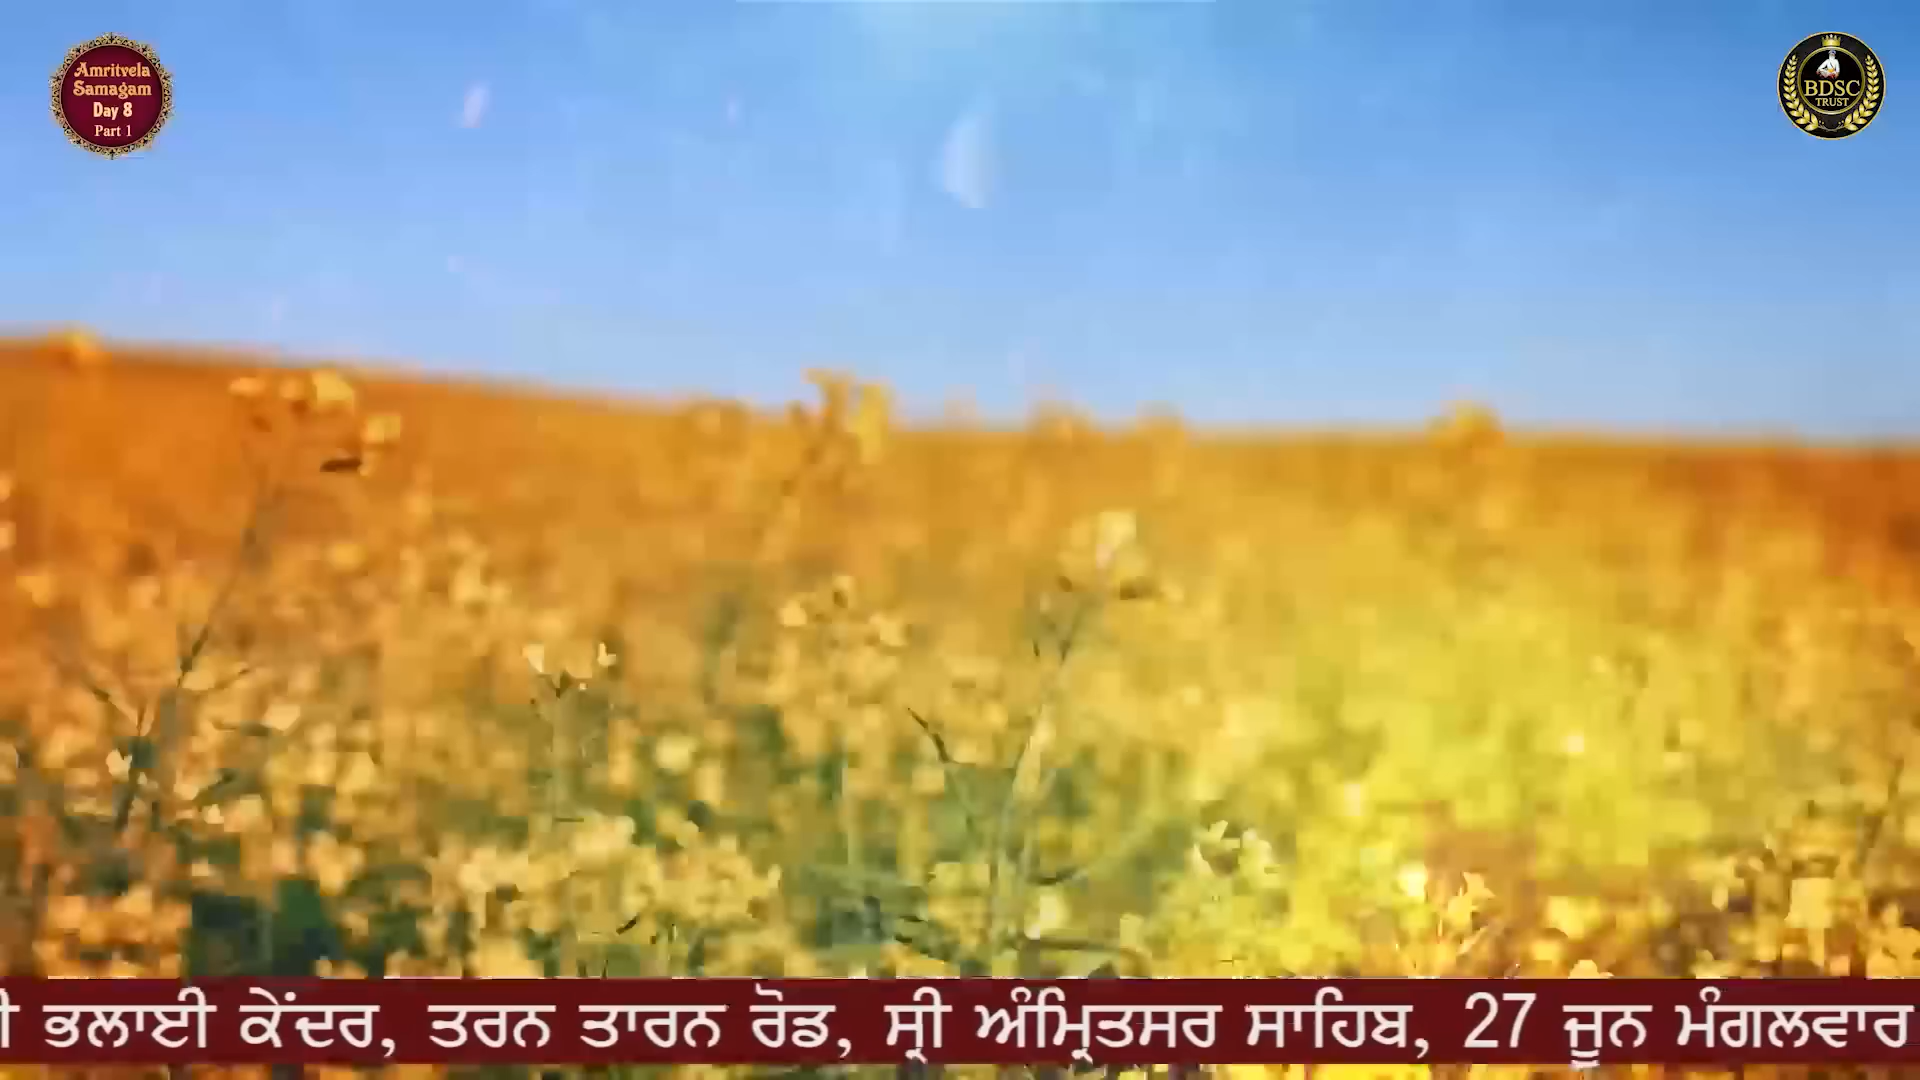 Amritvela
Samagam
Day 8
Part 1
BDSC
TRUST
ਭਲਾਈ ਕੇਂਦਰ, ਤਰਨ ਤਾਰਨ ਰੋਡ, ਸ੍ਰੀ ਅੰਮ੍ਰਿਤਸਰ ਸਾਹਿਬ, 27 ਜੂਨ ਮੰਗਲਵਾਰ